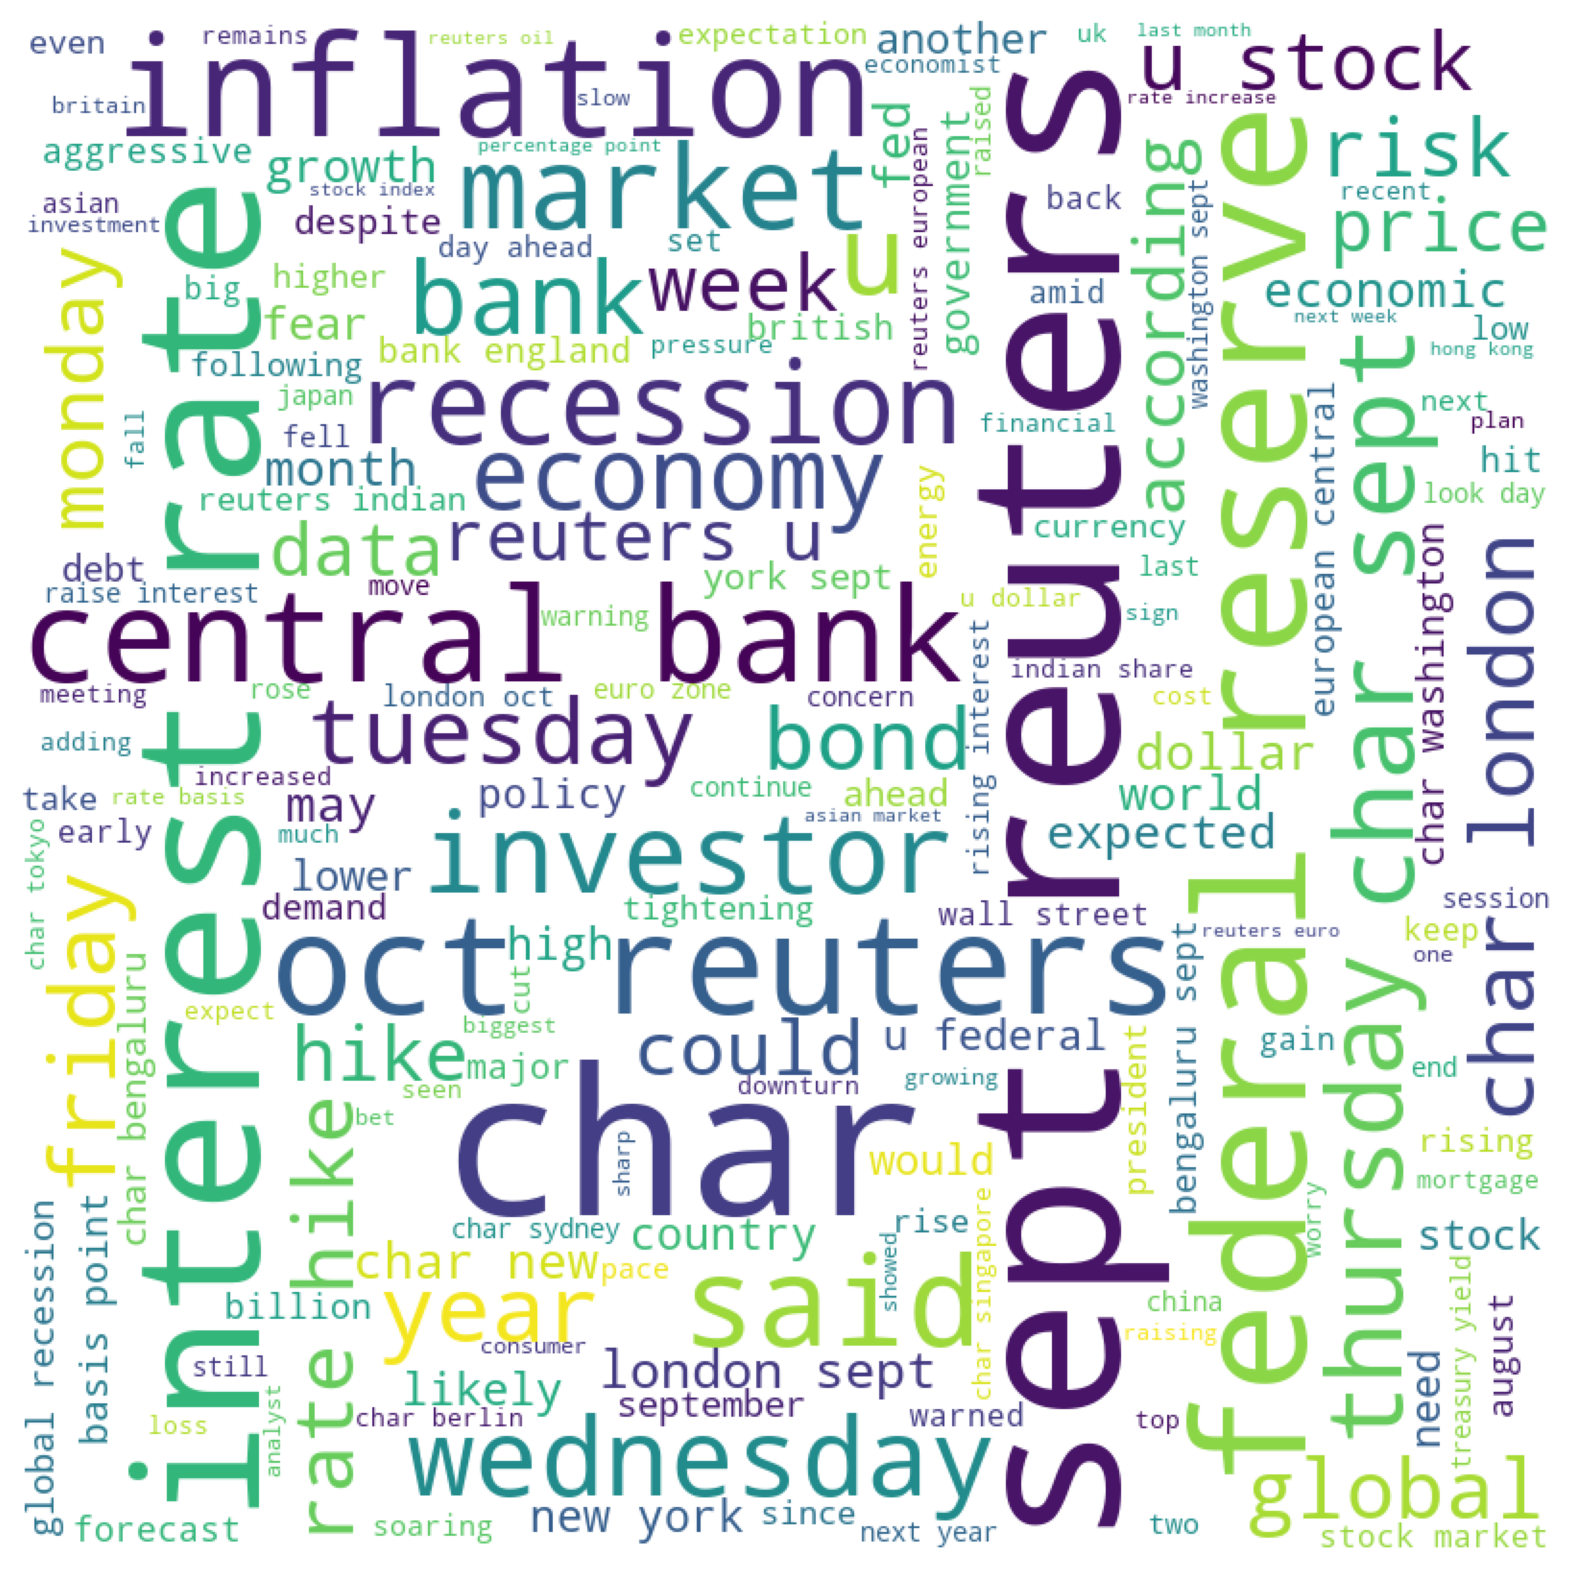 even
remains
reuters oil
expectation
another
uk
last month
inflation
economist
u stock
britain
slow
rate increase
aggressive
growth
percentage point
market
fed
raised
government
reuters european
sept reuters
according
federal reserve
risk
asian
stock index
despite
back
recent
investment
day ahead
set
u
washington sept
price
monday
interest rate
big
higher
bank
week
amid
economic
fear
british
next week
low
following
bank england
pressure
hong kong
japan
recession
european central
char sept
next
fall
fell
financial
plan
month
economy
hit
reuters indian
energy
look day
data
reuters u
currency
debt
york sept
last
char washington
char london
raise interest
move
u dollar
central bank
warning
sign
rising interest
meeting
rose
london oct
euro zone
concern
indian share
cost
tuesday
adding
bond
dollar
increased
take
rate basis
may
policy
continue
ahead
world
early
much
asian market
expected
char tokyo
investor
lower
friday
demand
tightening
wall street
session
oct reuters
high
bengaluru sept
reuters euro
keep
thursday
one
char bengaluru
expect
cut
biggest
hike
could
u federal
president
gain
major
seen
downturn
growing
end
char
rate hike
bet
sharp
would
rising
mortgage
global recession
basis point
char sydney
country
rise
worry
stock
char new
pace
showed
char singapore
billion
year
said
china
treasury yield
august
raising
still
consumer
london sept
need
likely
september
loss
analyst
char berlin
warned
top
wednesday
global
forecast
soaring
new york
since
next year
two
stock market